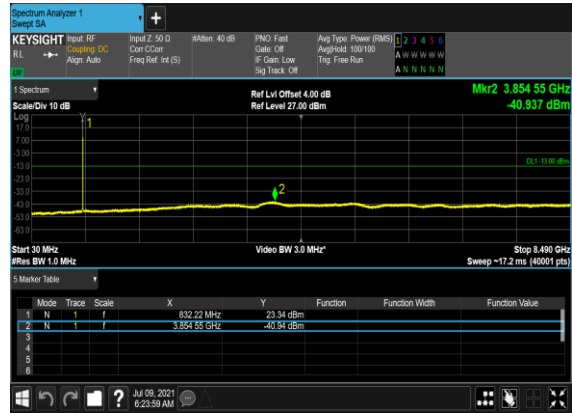 Spectrum Analyzer 1
Swept SA
KEYSIGHT Input: RF Input Z: 50 Ω #Atten: 40 dB PNO: Fast Avg Type: Power (RMS) 1 2 3 4 5 6
RL Coupling: DC Corr CCorr Gate: Off Avg|Hold: 100/100 A W W W W W
Align: Auto Freq Ref: Int (S) IF Gain: Low Trig: Free Run
Sig Track: Off A N N N N N
1 Spectrum Ref Lvl Offset 4.00 dB Mkr2 3.854 55 GHz
Scale/Div 10 dB Ref Level 27.00 dBm -40.937 dBm
Log
17.0 1
7.00
-3.00
-13.0 DL1 -13.00 dBm
-23.0
-33.0 2
-43.0
-53.0
-63.0
Start 30 MHz Video BW 3.0 MHz* Stop 8.490 GHz
#Res BW 1.0 MHz Sweep ~17.2 ms (40001 pts)
5 Marker Table
Mode Trace Scale X Y Function Function Width Function Value
1 N 1 f 832.22 MHz 23.34 dBm
2 N 1 f 3.854 55 GHz -40.94 dBm
3
4
5
6
? Jul 09, 2021
6:23:59 AM